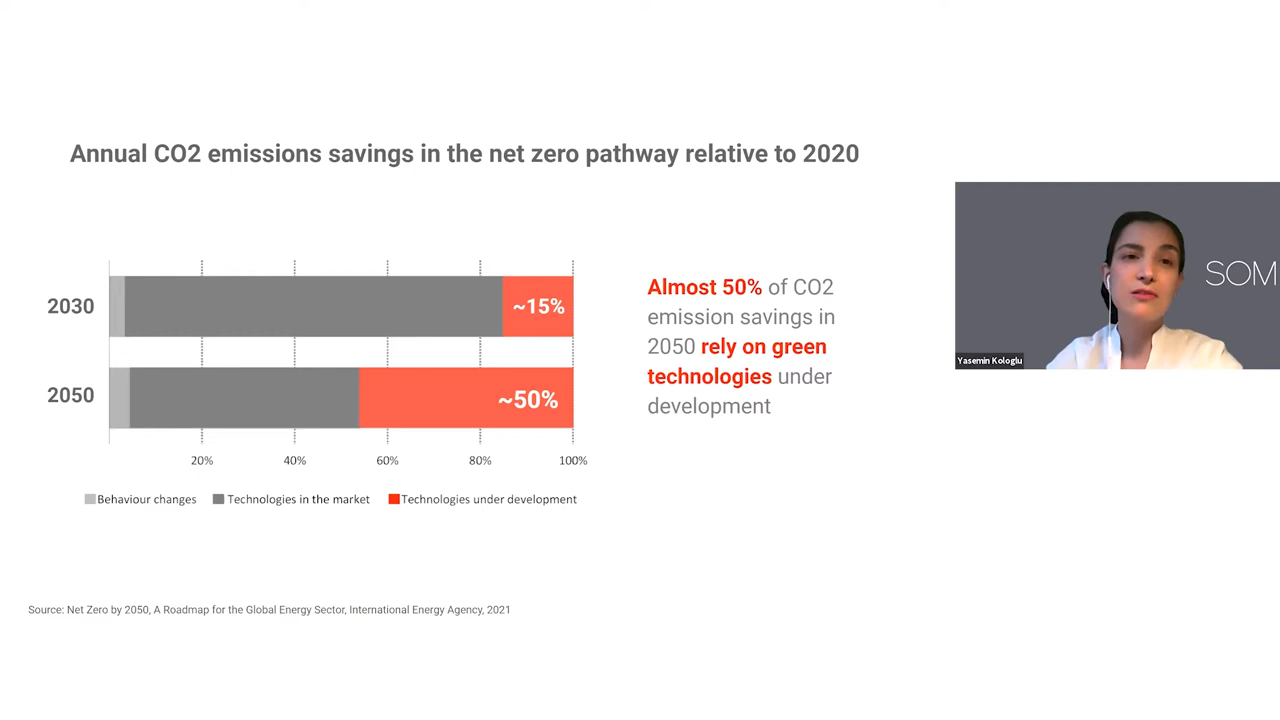 Annual CO2 emissions savings in the net zero pathway relative to 2020
2030
~15%
2050
~50%
20%
40%
60%
80%
100%
Behaviour changes
Technologies in the market
Technologies under development
Almost 50% of CO2
emission savings in
2050 rely on green
technologies under
development
SOM
Yasemin Kologlu
Source: Net Zero by 2050, A Roadmap for the Global Energy Sector, International Energy Agency, 2021